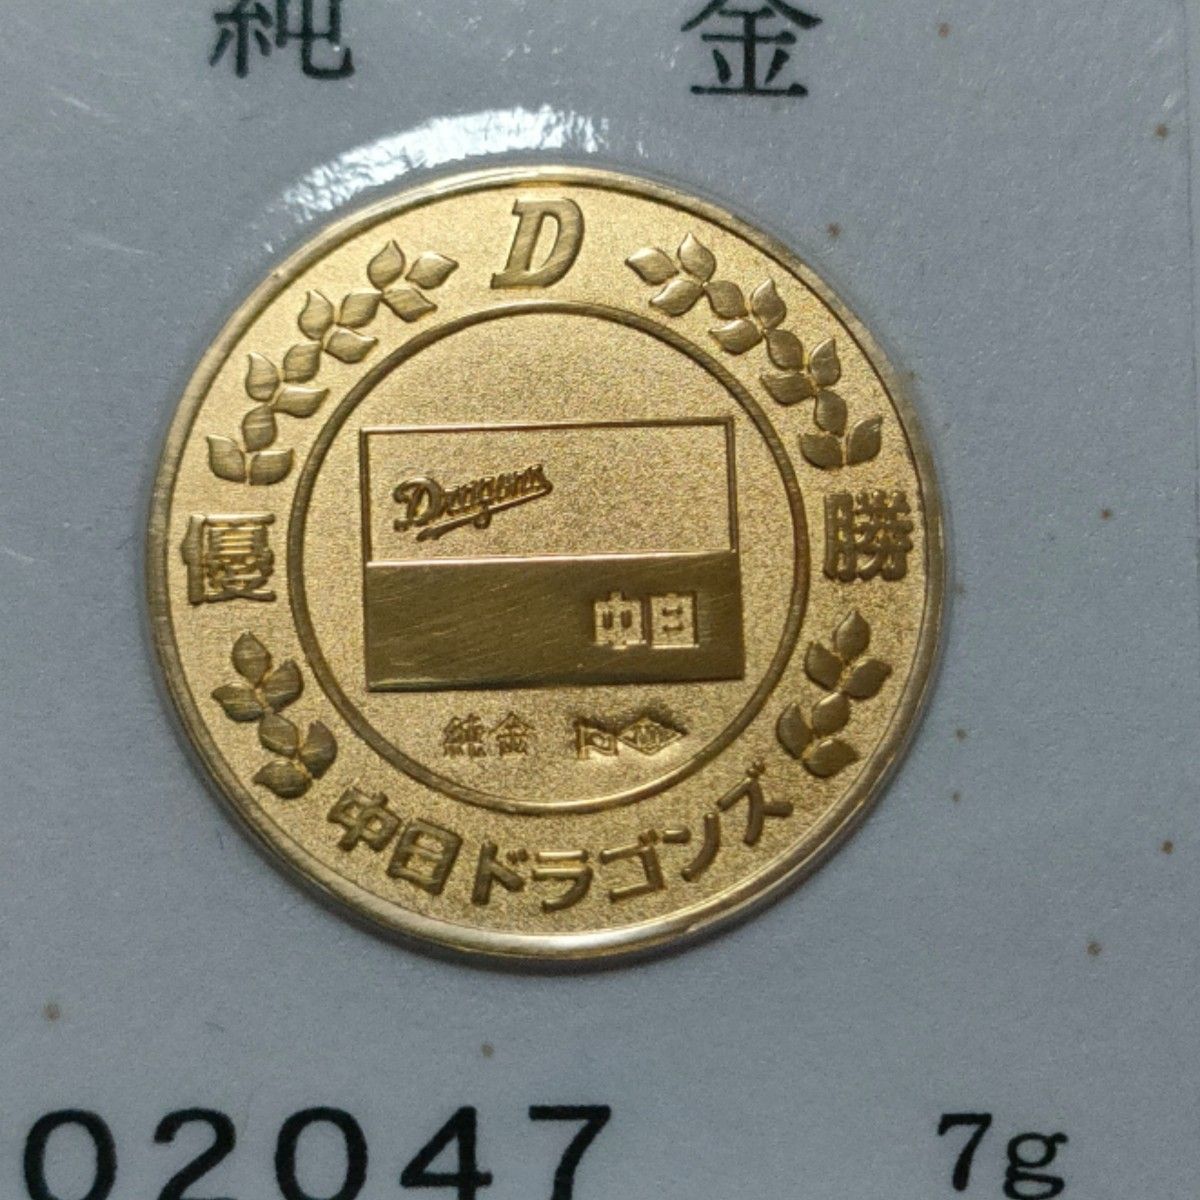 純金
D
優勝
Dragons
中日
純金
中日ドラゴンズ
02047 7g